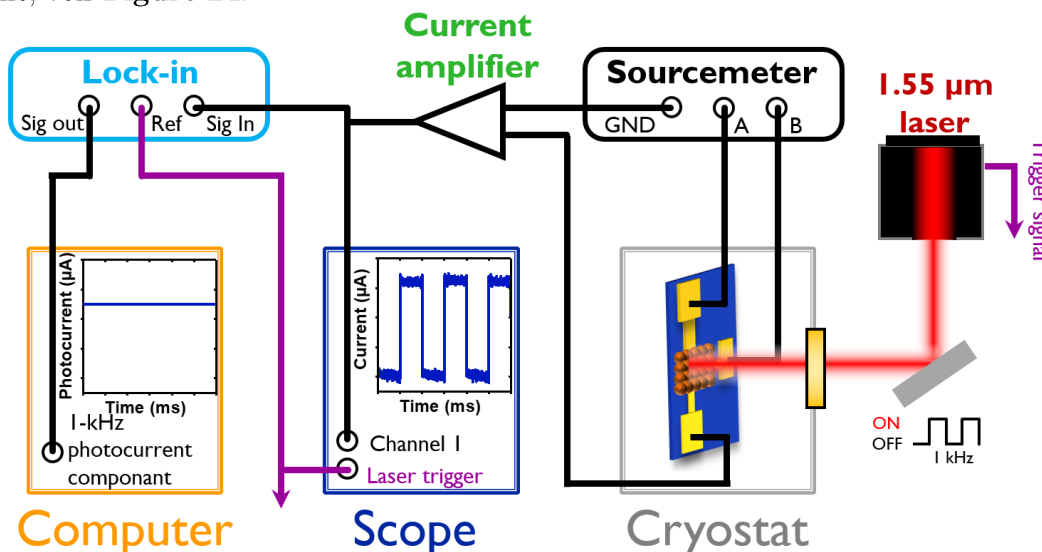 Current
amplifier
Lock-in
Sig out
Ref
Sig In
Sourcemeter
GND
A
B
1.55 µm
laser
Trigger signal
Photocurrent (µA)
Time (ms)
1-kHz
photocurrent
componant
Computer
Current (µA)
Time (ms)
Channel 1
Laser trigger
Scope
Cryostat
ON
OFF
1 kHz